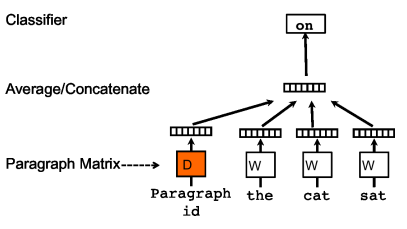 Classifier
on
Average/Concatenate
Paragraph Matrix
D
W
W
W
Paragraph
id
the
cat
sat